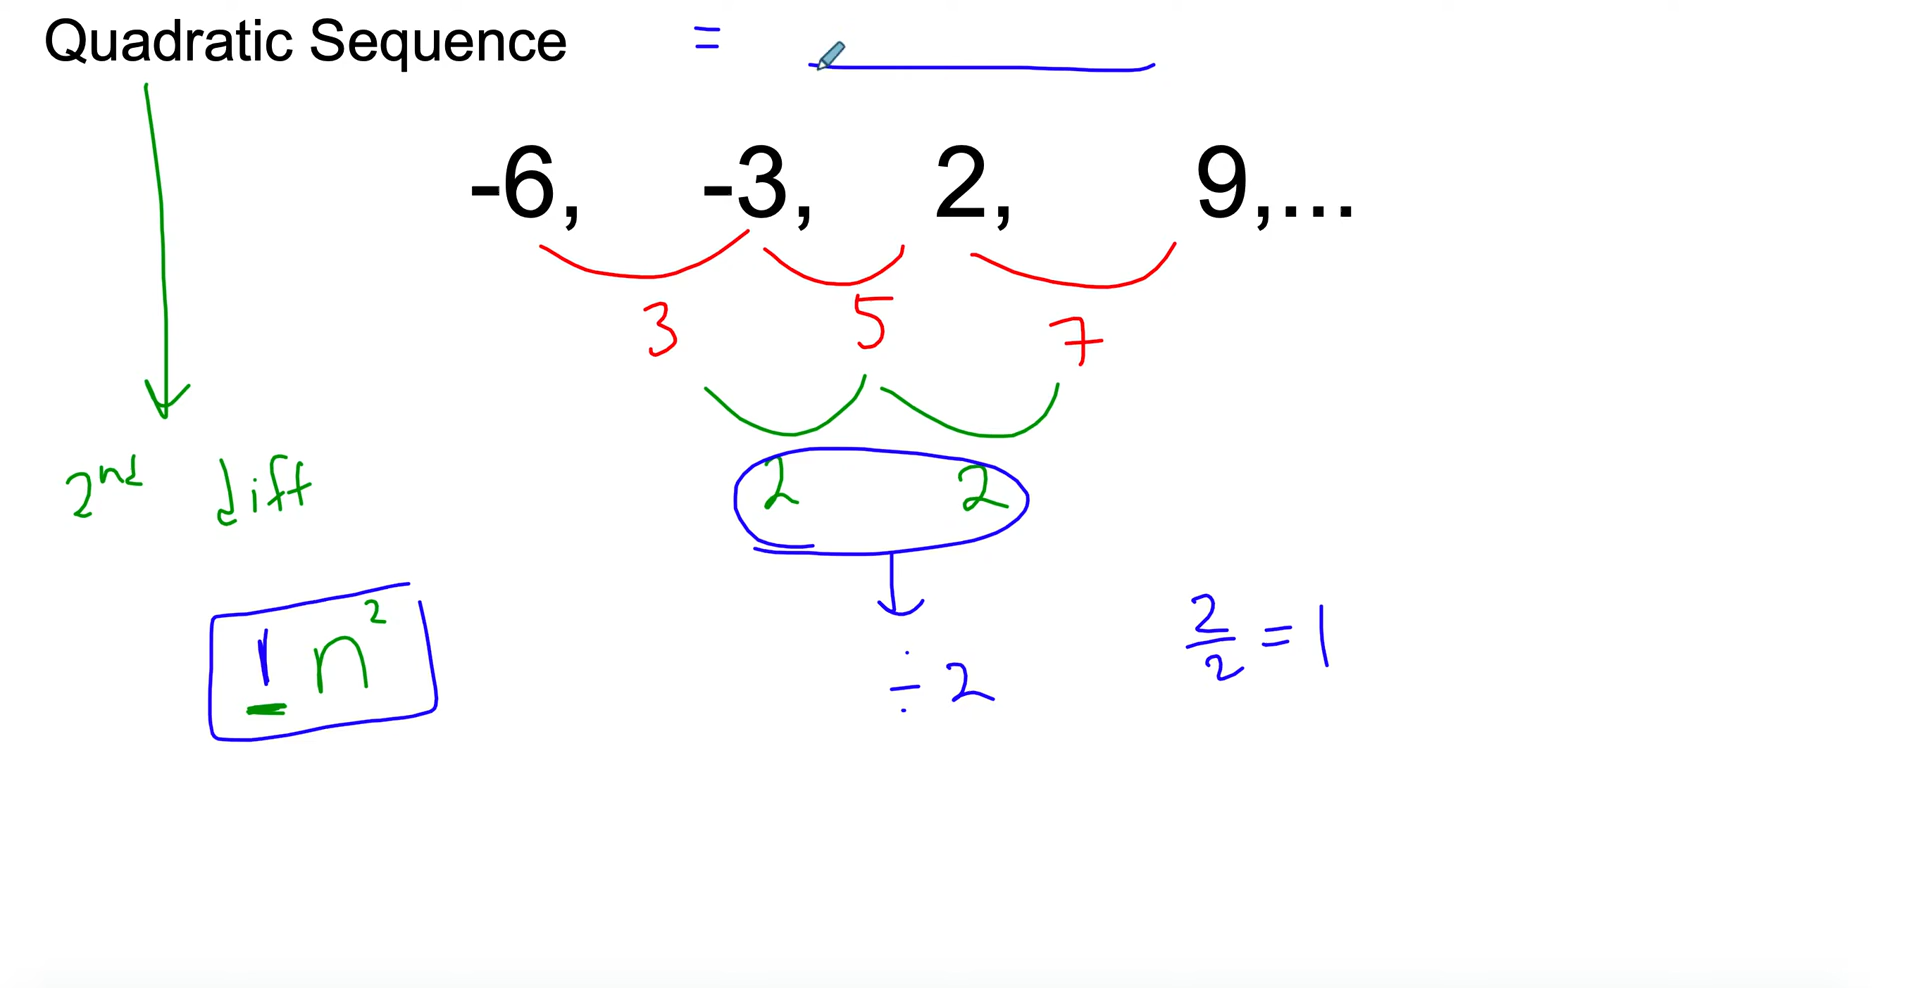 Quadratic Sequence =
-6, -3, 2, 9,...
3 5 7
2nd diff 2 2
1n² ÷ 2 2/2 = 1